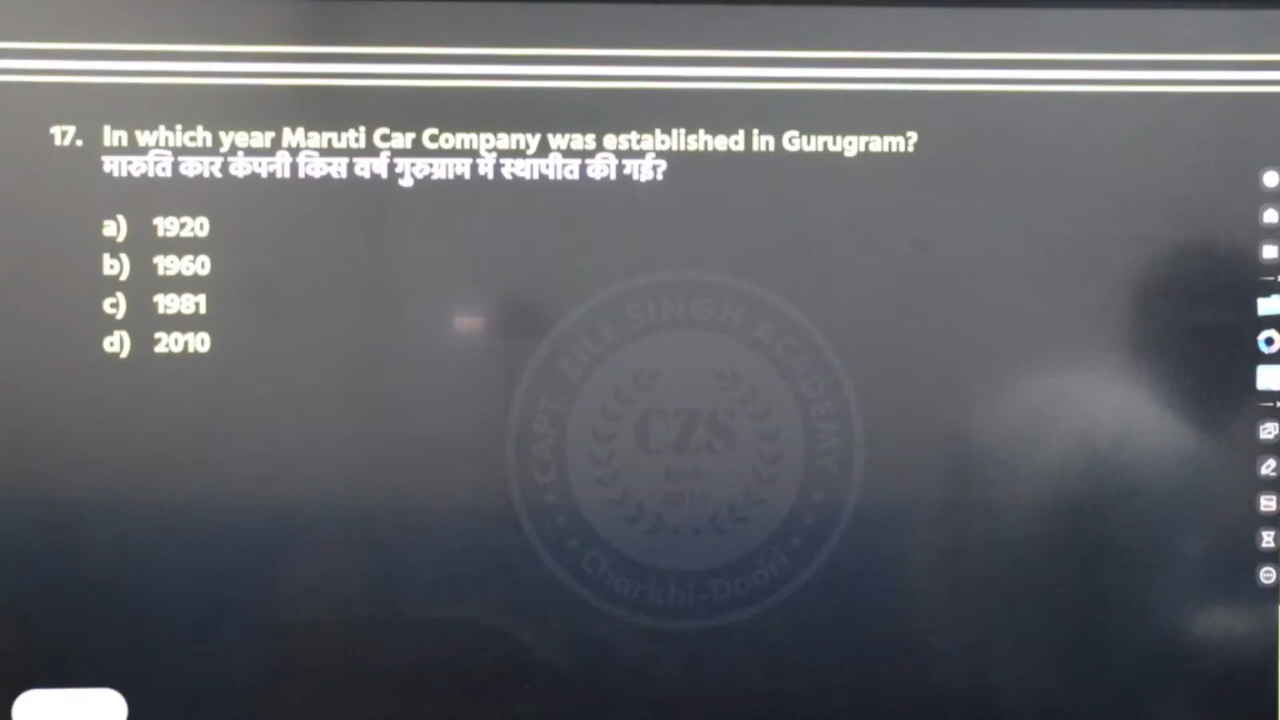 17. In which year Maruti Car Company was established in Gurugram?
मारुति कार कंपनी किस वर्ष गुरुग्राम में स्थापीत की गई?
a) 1920
b) 1960
c) 1981
d) 2010
CAPT. ZILE SINGH ACADEMY
CZS
Charkhi-Dadri